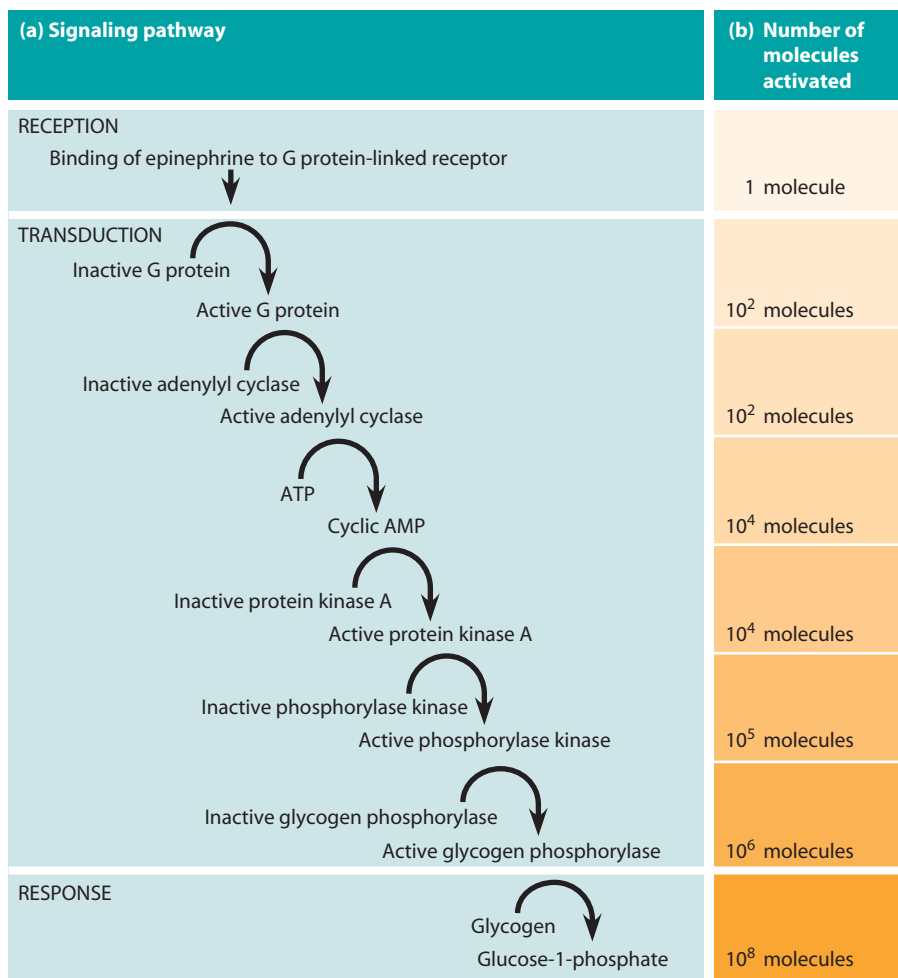 (a) Signaling pathway
(b) Number of
molecules
activated
RECEPTION
Binding of epinephrine to G protein-linked receptor
1 molecule
TRANSDUCTION
Inactive G protein
Active G protein
10² molecules
Inactive adenylyl cyclase
Active adenylyl cyclase
10² molecules
ATP
Cyclic AMP
10⁴ molecules
Inactive protein kinase A
Active protein kinase A
10⁴ molecules
Inactive phosphorylase kinase
Active phosphorylase kinase
10⁵ molecules
Inactive glycogen phosphorylase
Active glycogen phosphorylase
10⁶ molecules
RESPONSE
Glycogen
Glucose-1-phosphate
10⁸ molecules